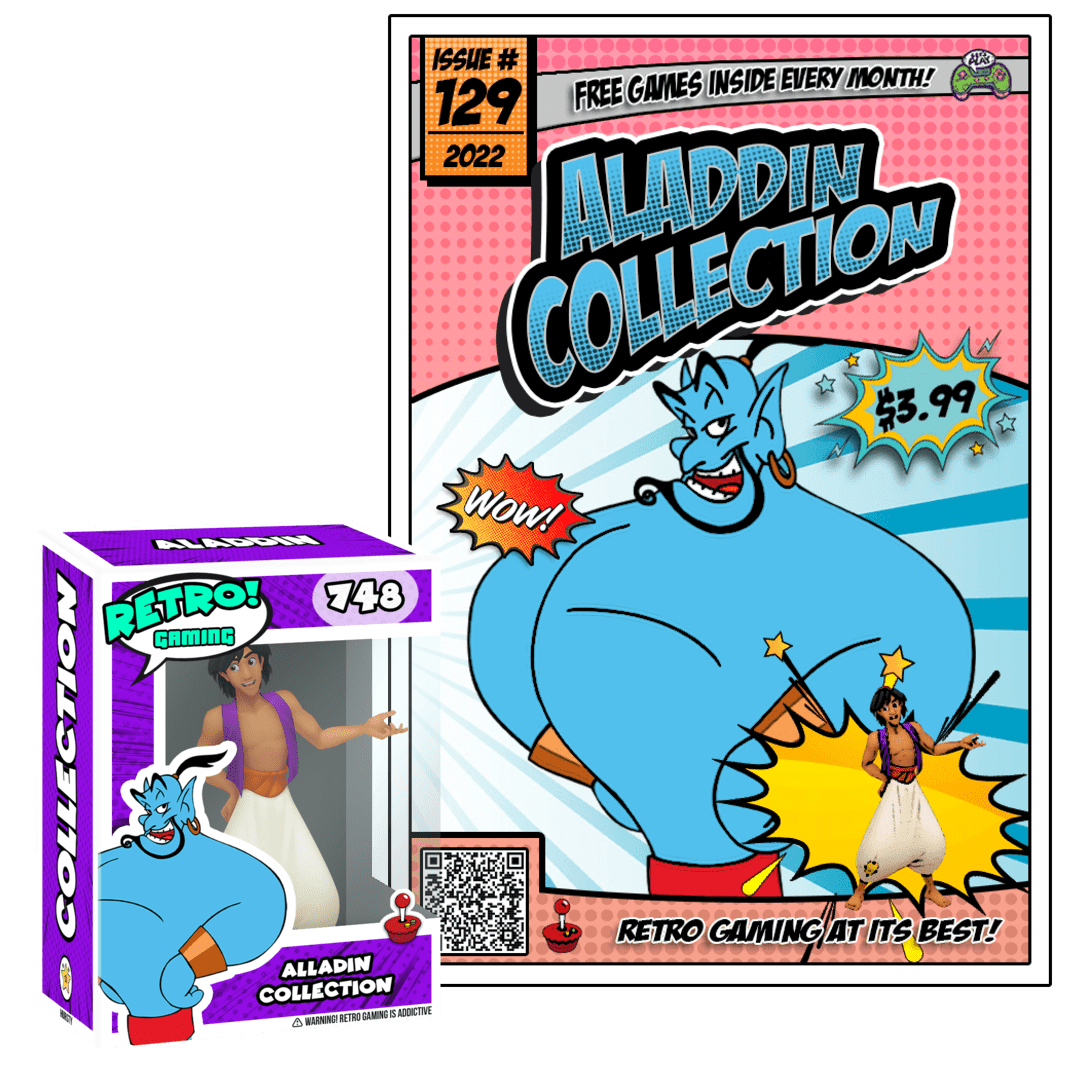 ISSUE #
129
2022
FREE GAMES INSIDE EVERY MONTH!
ALADDIN
COLLECTION
$3.99
WOW!
RETRO GAMING AT ITS BEST!
ALADDIN
COLLECTION
RETRO!
GAMING
748
ALLADIN
COLLECTION
WARNING! RETRO GAMING IS ADDICTIVE